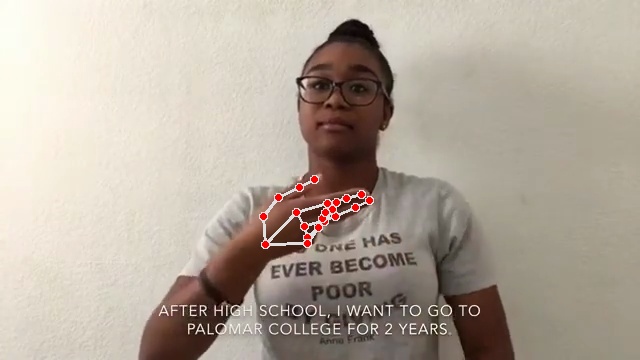 ONE HAS
EVER BECOME
POOR
Anne Frank
AFTER HIGH SCHOOL, I WANT TO GO TO
PALOMAR COLLEGE FOR 2 YEARS.